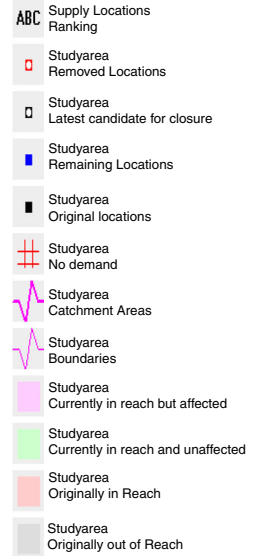 ABC
Supply Locations
Ranking
Studyarea
Removed Locations
Studyarea
Latest candidate for closure
Studyarea
Remaining Locations
Studyarea
Original locations
Studyarea
No demand
Studyarea
Catchment Areas
Studyarea
Boundaries
Studyarea
Currently in reach but affected
Studyarea
Currently in reach and unaffected
Studyarea
Originally in Reach
Studyarea
Originally out of Reach